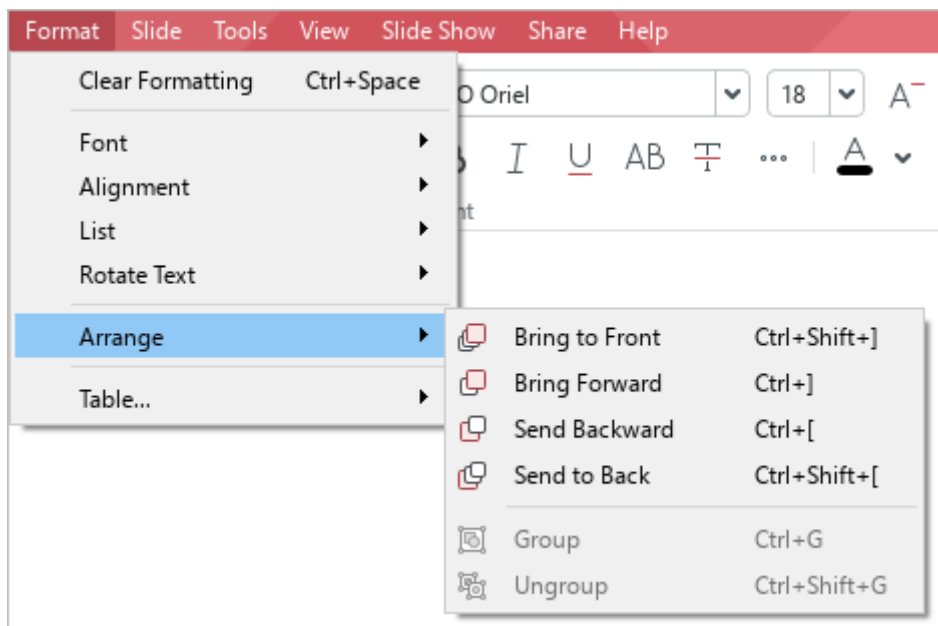 Format Slide Tools View Slide Show Share Help
Clear Formatting Ctrl+Space
O Oriel 18 A
I U AB T A
Font
Alignment
List
Rotate Text
Arrange
Table...
Bring to Front Ctrl+Shift+]
Bring Forward Ctrl+]
Send Backward Ctrl+[
Send to Back Ctrl+Shift+[
Group Ctrl+G
Ungroup Ctrl+Shift+G